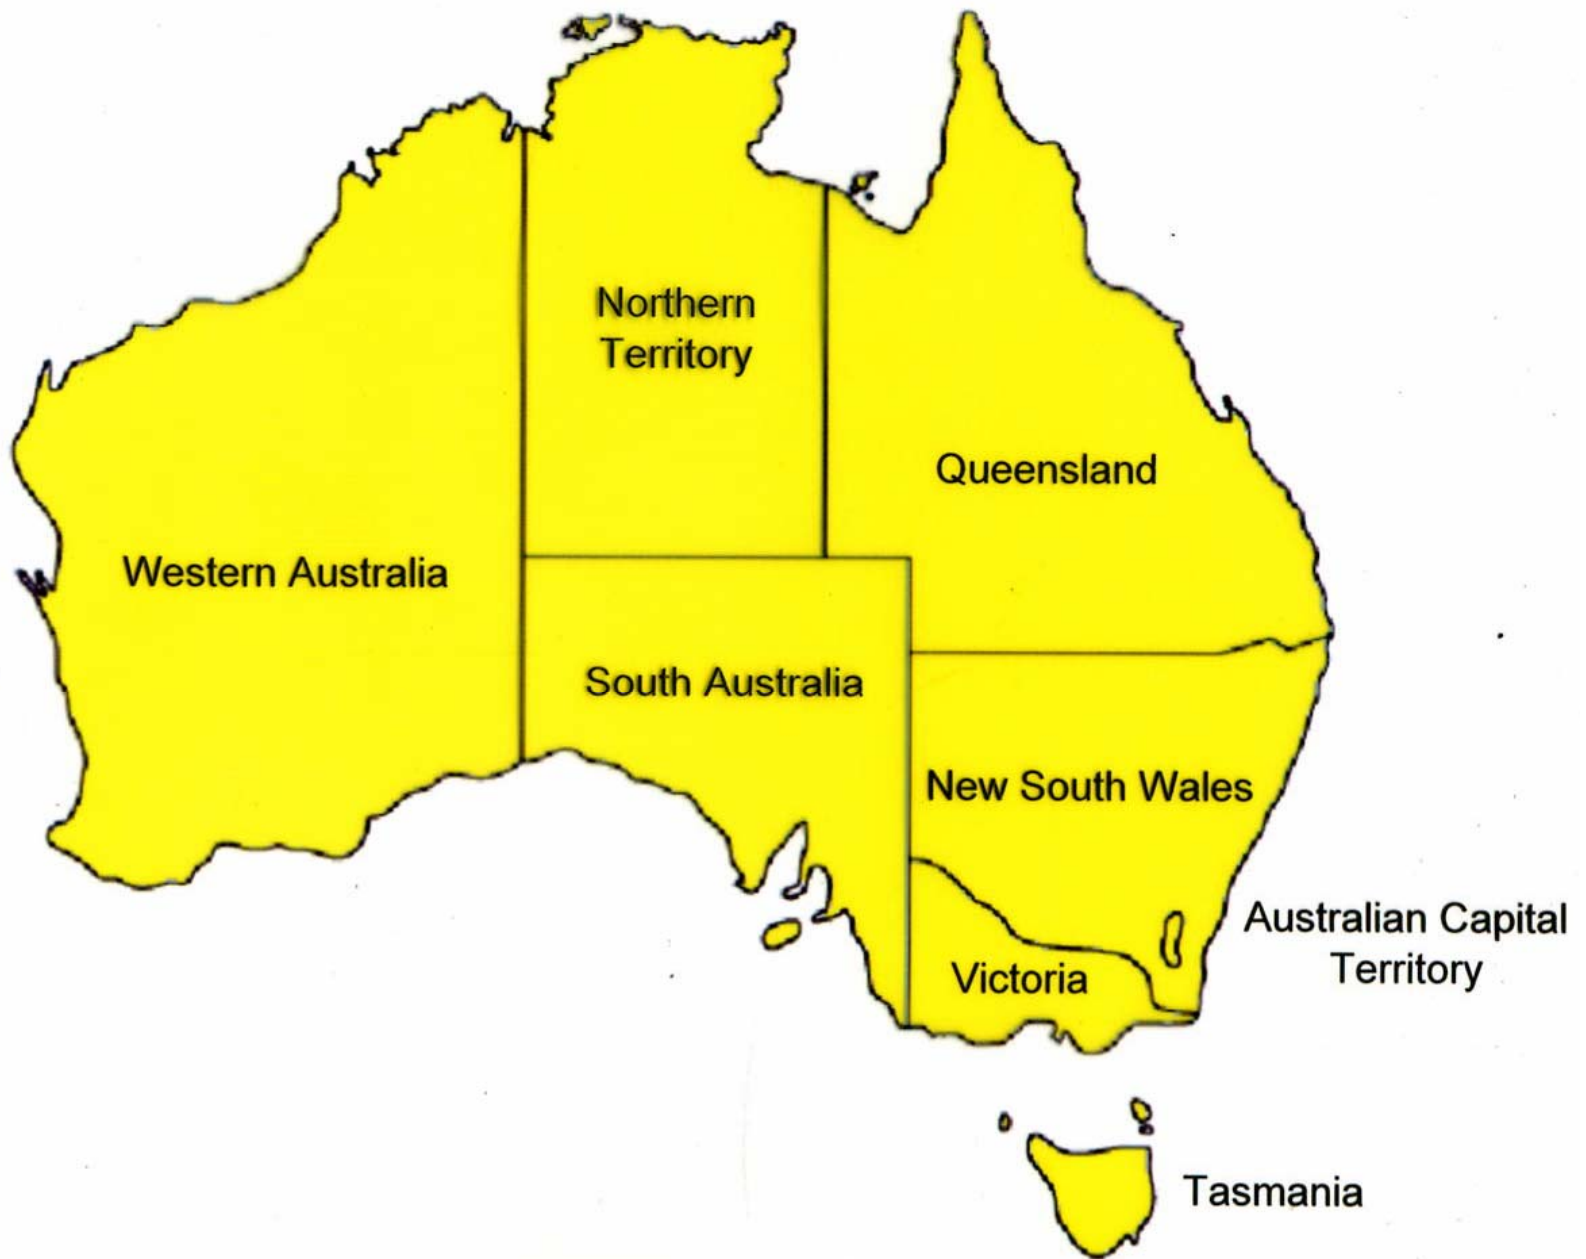 Northern
Territory
Queensland
Western Australia
South Australia
New South Wales
Australian Capital
Territory
Victoria
Tasmania